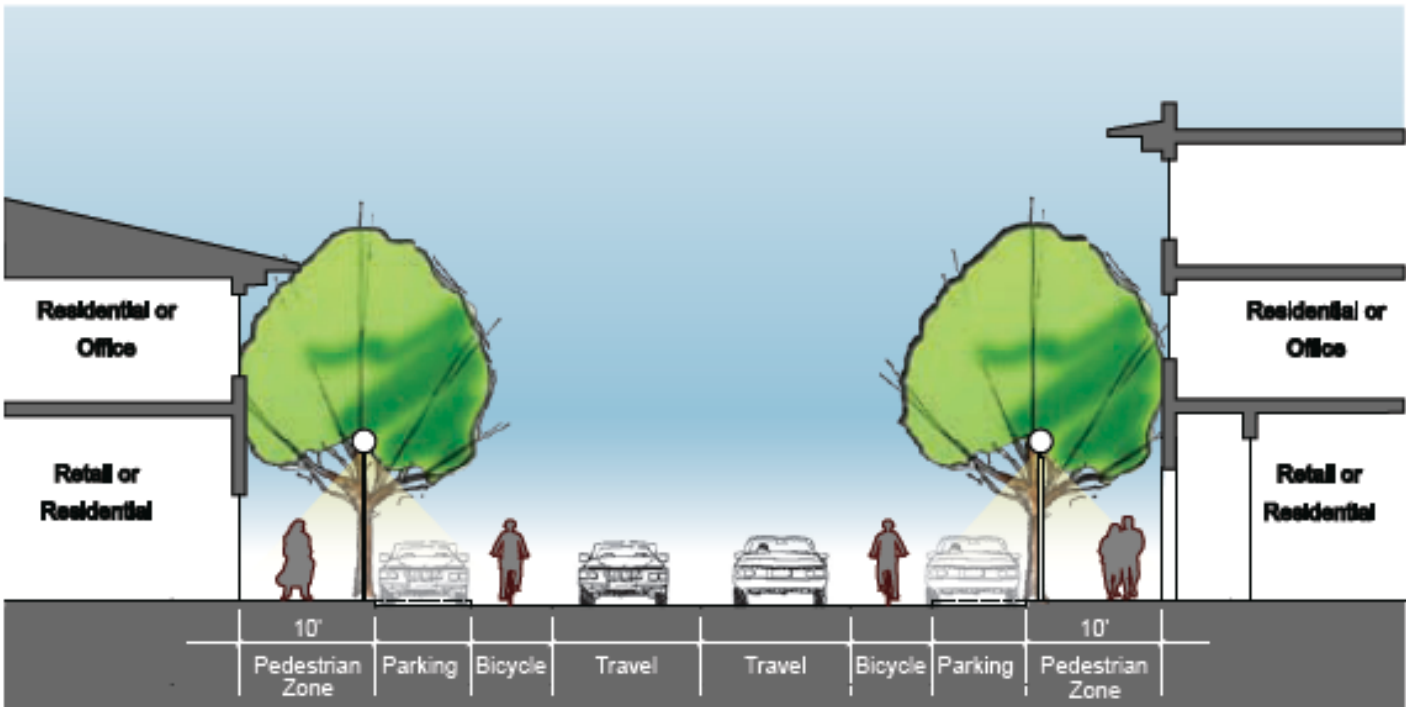 Residential or
Office
Residential or
Office
Retail or
Residential
Retail or
Residential
10' 10'
Pedestrian Parking Bicycle Travel Travel Bicycle Parking Pedestrian
Zone Zone